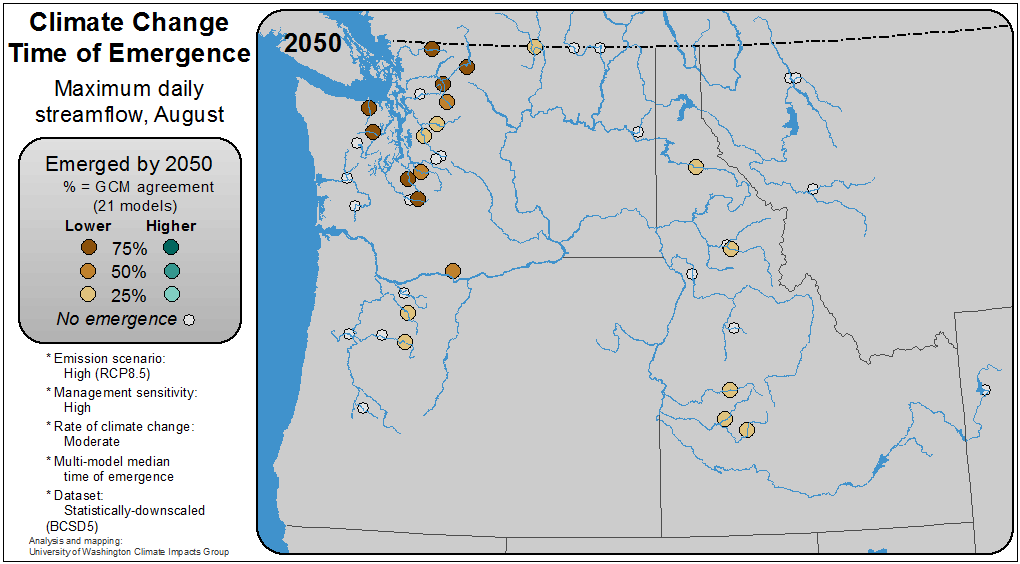 Climate Change
Time of Emergence
Maximum daily
streamflow, August
Emerged by 2050
% = GCM agreement
(21 models)
Lower Higher
75%
50%
25%
No emergence
* Emission scenario:
High (RCP8.5)
* Management sensitivity:
High
* Rate of climate change:
Moderate
* Multi-model median
time of emergence
* Dataset:
Statistically-downscaled
(BCSD5)
Analysis and mapping:
University of Washington Climate Impacts Group
2050